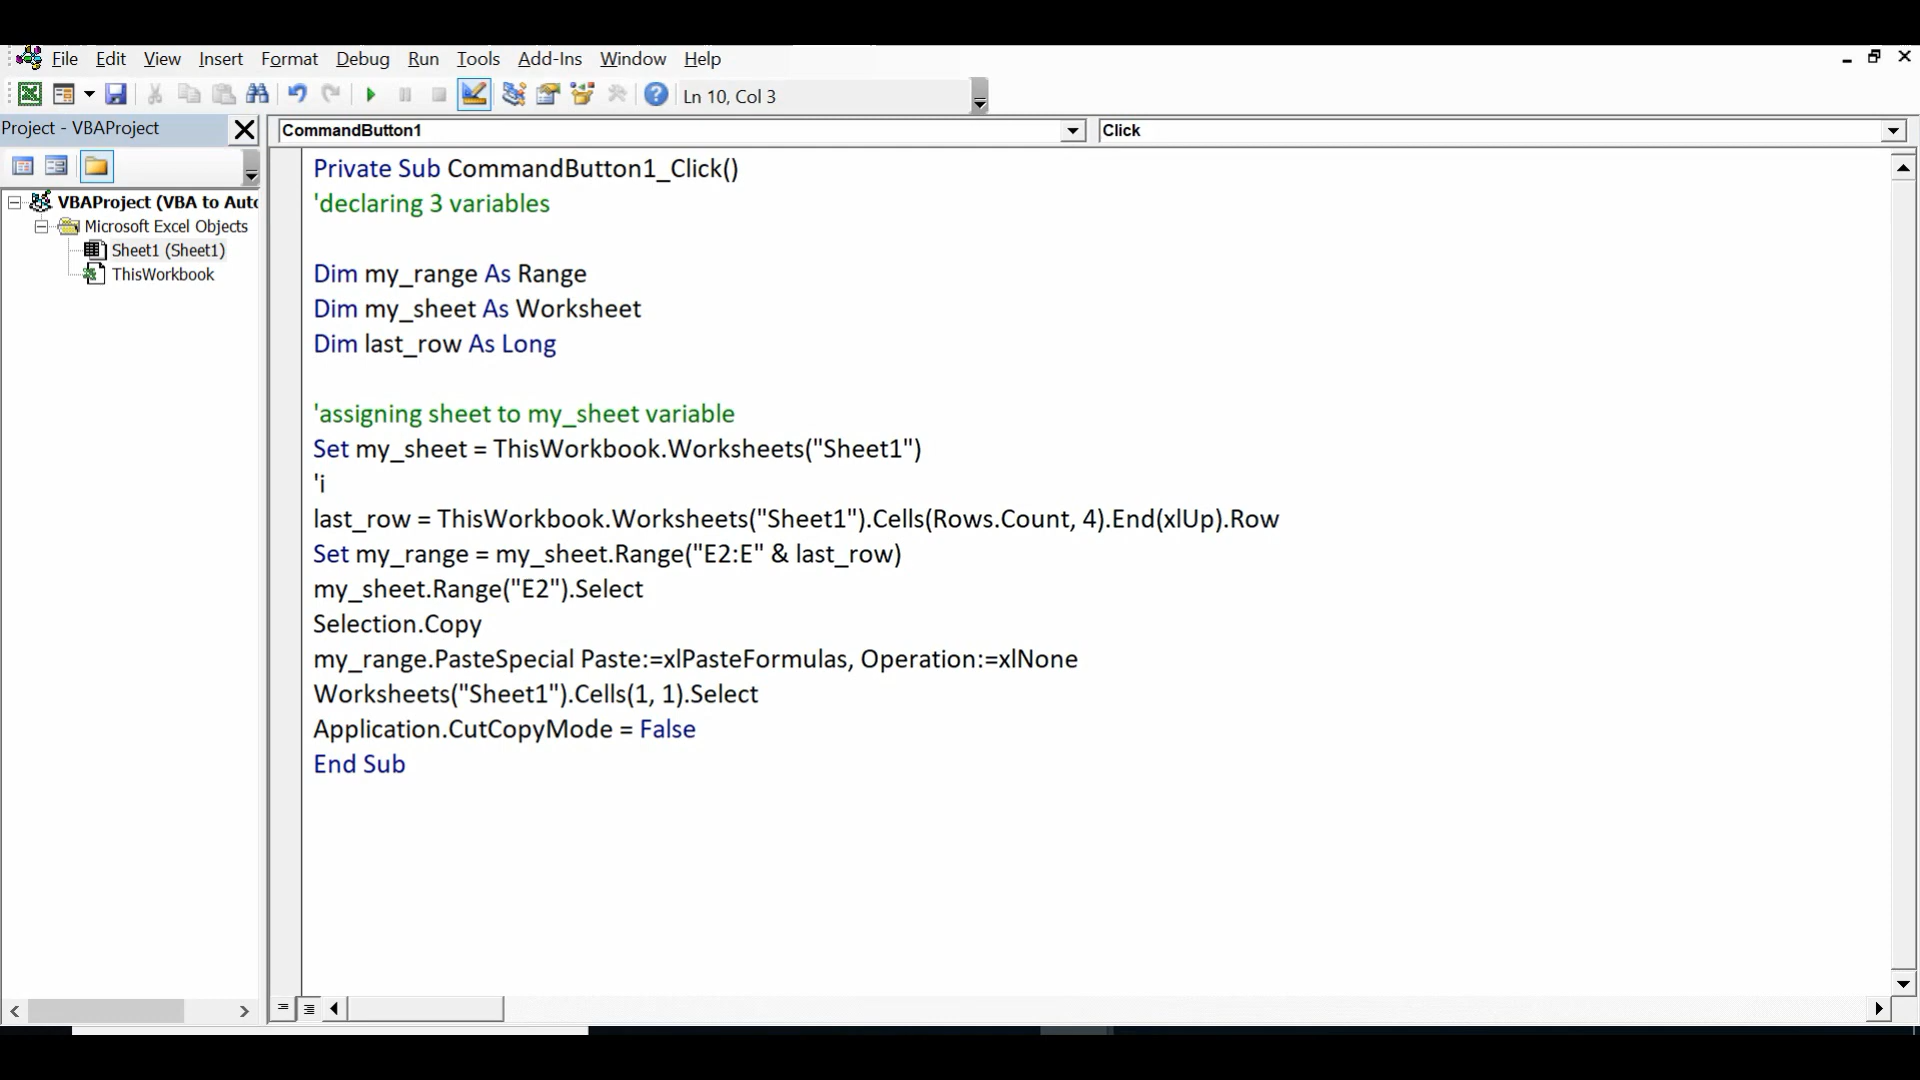 File Edit View Insert Format Debug Run Tools Add-Ins Window Help
Ln 10, Col 3
Project - VBAProject
CommandButton1
Click
VBAProject (VBA to Auto
Microsoft Excel Objects
Sheet1 (Sheet1)
ThisWorkbook
Private Sub CommandButton1_Click()
'declaring 3 variables
Dim my_range As Range
Dim my_sheet As Worksheet
Dim last_row As Long
'assigning sheet to my_sheet variable
Set my_sheet = ThisWorkbook.Worksheets("Sheet1")
'i
last_row = ThisWorkbook.Worksheets("Sheet1").Cells(Rows.Count, 4).End(xlUp).Row
Set my_range = my_sheet.Range("E2:E" & last_row)
my_sheet.Range("E2").Select
Selection.Copy
my_range.PasteSpecial Paste:=xlPasteFormulas, Operation:=xlNone
Worksheets("Sheet1").Cells(1, 1).Select
Application.CutCopyMode = False
End Sub